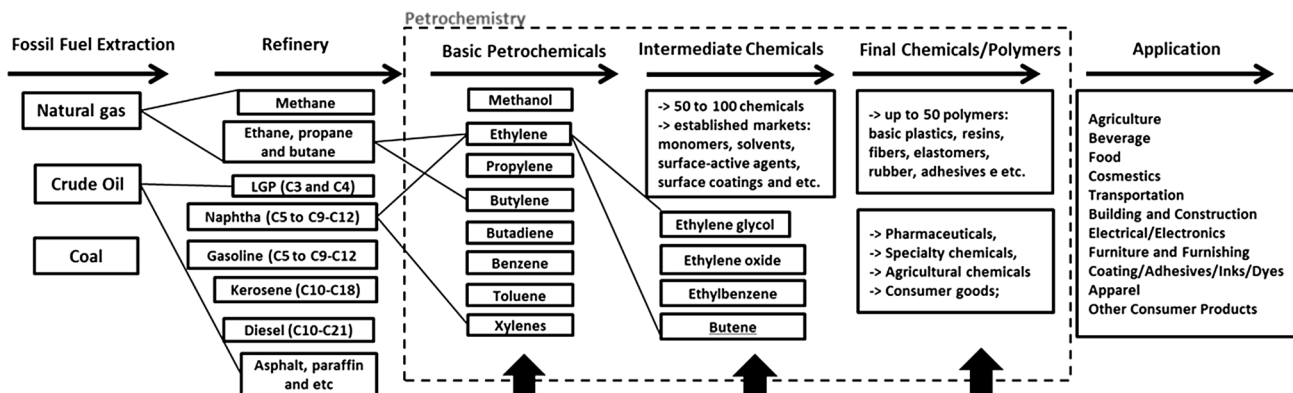 Petrochemistry
Fossil Fuel Extraction
Refinery
Basic Petrochemicals
Intermediate Chemicals
Final Chemicals/Polymers
Application
Natural gas
Crude Oil
Coal
Methane
Ethane, propane
and butane
LGP (C3 and C4)
Naphtha (C5 to C9-C12)
Gasoline (C5 to C9-C12
Kerosene (C10-C18)
Diesel (C10-C21)
Asphalt, paraffin
and etc
Methanol
Ethylene
Propylene
Butylene
Butadiene
Benzene
Toluene
Xylenes
-> 50 to 100 chemicals
-> established markets:
monomers, solvents,
surface-active agents,
surface coatings and etc.
Ethylene glycol
Ethylene oxide
Ethylbenzene
Butene
-> up to 50 polymers:
basic plastics, resins,
fibers, elastomers,
rubber, adhesives e etc.
-> Pharmaceuticals,
-> Specialty chemicals,
-> Agricultural chemicals
-> Consumer goods;
Agriculture
Beverage
Food
Cosmestics
Transportation
Building and Construction
Electrical/Electronics
Furniture and Furnishing
Coating/Adhesives/Inks/Dyes
Apparel
Other Consumer Products